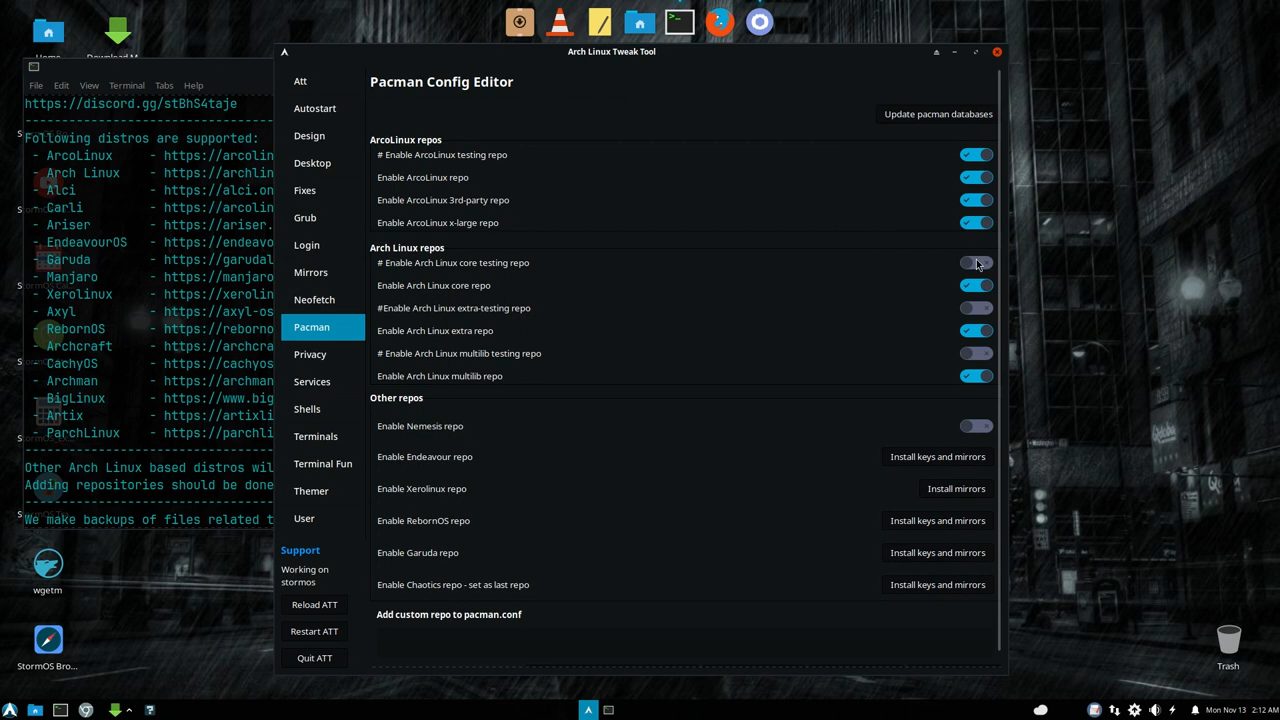 Home
Download M...
Arch Linux Tweak Tool
File Edit View Terminal Tabs Help
https://discord.gg/stBhS4taje
Following distros are supported:
- ArcoLinux - https://arcolin
- Arch Linux - https://archlin
- Alci - https://alci.on
- Carli - https://arcolin
- Ariser - https://ariser.
- EndeavourOS - https://endeavo
- Garuda - https://garudal
- Manjaro - https://manjaro
- Xerolinux - https://xerolin
- Axyl - https://axyl-os
- RebornOS - https://reborno
- Archcraft - https://archcra
- CachyOS - https://cachyos
- Archman - https://archman
- BigLinux - https://www.big
- Artix - https://artixli
- ParchLinux - https://parchli
Other Arch Linux based distros wil
Adding repositories should be done
We make backups of files related t
Att
Autostart
Design
Desktop
Fixes
Grub
Login
Mirrors
Neofetch
Pacman
Privacy
Services
Shells
Terminals
Terminal Fun
Themer
User
Support
Working on
stormos
Reload ATT
Restart ATT
Quit ATT
Pacman Config Editor
Update pacman databases
ArcoLinux repos
# Enable ArcoLinux testing repo
Enable ArcoLinux repo
Enable ArcoLinux 3rd-party repo
Enable ArcoLinux x-large repo
Arch Linux repos
# Enable Arch Linux core testing repo
Enable Arch Linux core repo
#Enable Arch Linux extra-testing repo
Enable Arch Linux extra repo
# Enable Arch Linux multilib testing repo
Enable Arch Linux multilib repo
Other repos
Enable Nemesis repo
Enable Endeavour repo Install keys and mirrors
Enable Xerolinux repo Install mirrors
Enable RebornOS repo Install keys and mirrors
Enable Garuda repo Install keys and mirrors
Enable Chaotics repo - set as last repo Install keys and mirrors
Add custom repo to pacman.conf
wgetm
StormOS Bro...
Trash
Mon Nov 13 2:12 AM